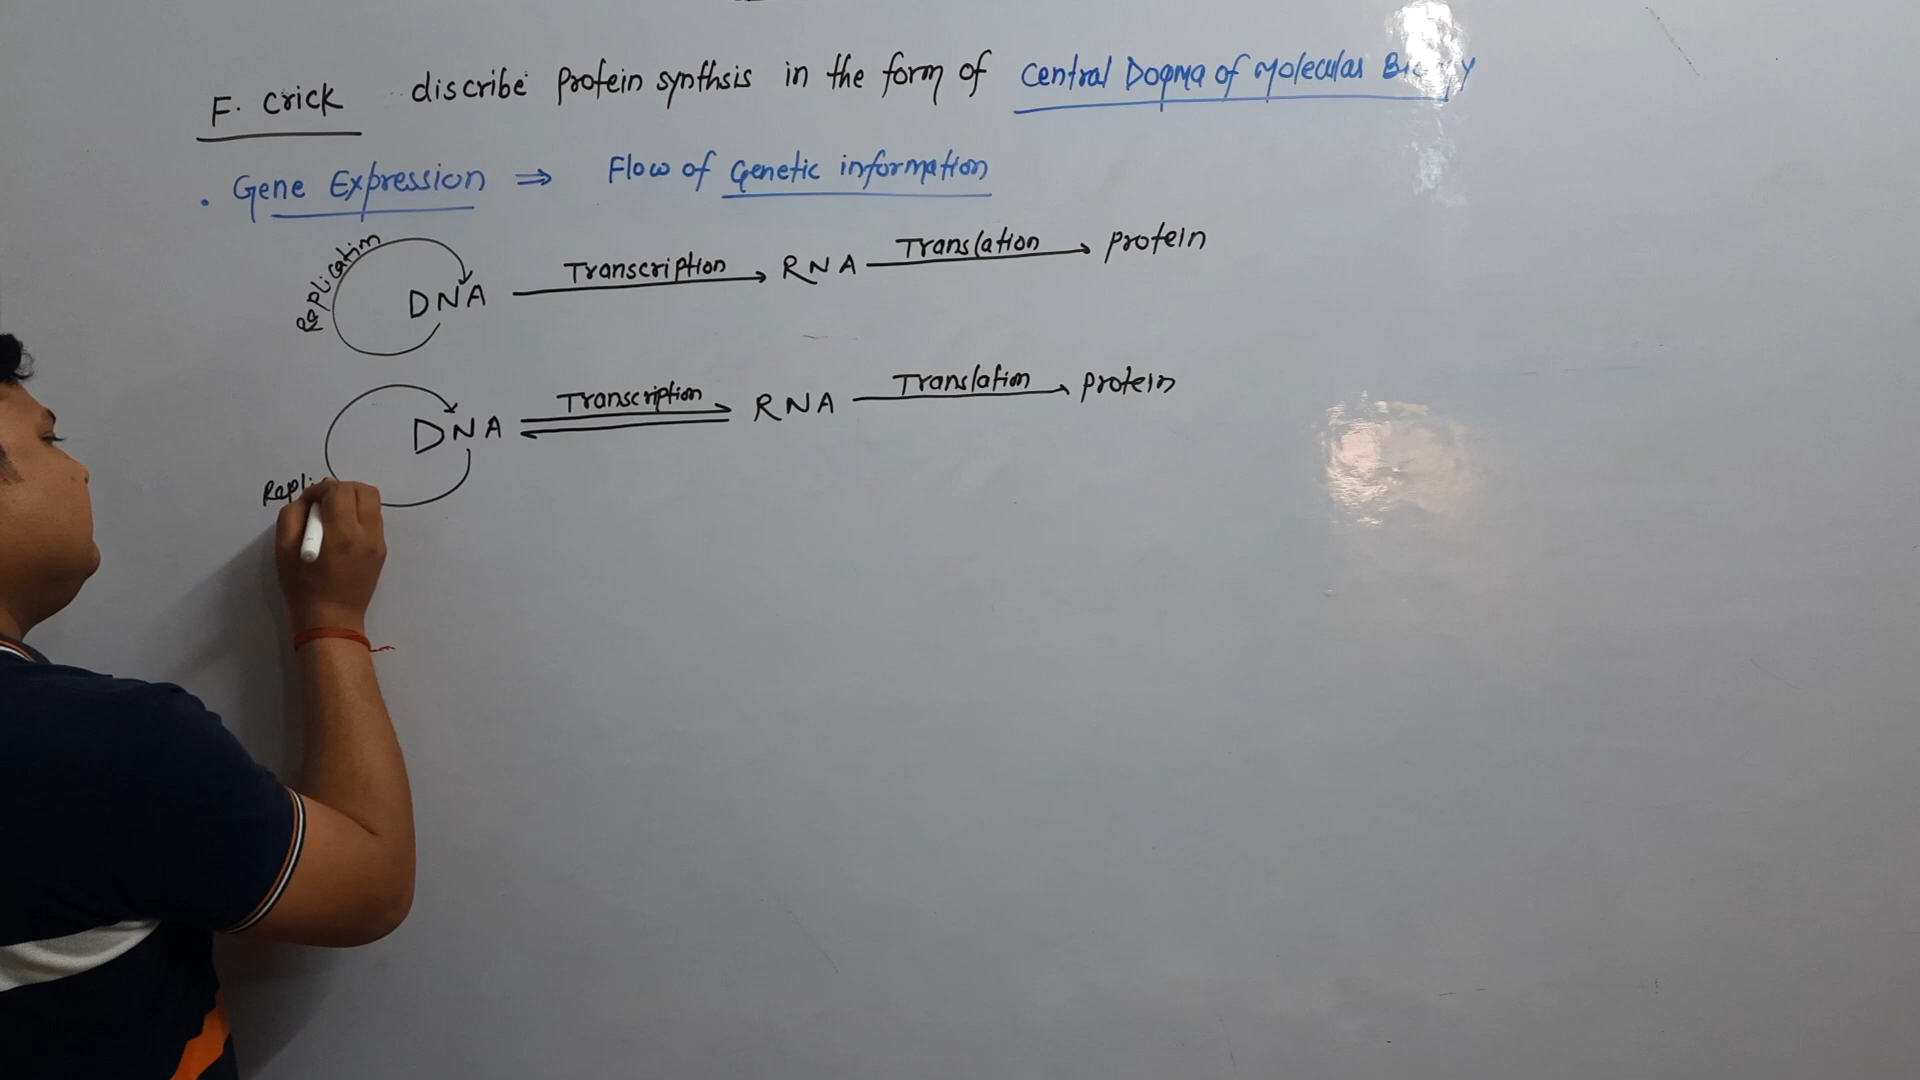 F. Crick discribe Protein synthsis in the form of Central Dogma of Molecular
. Gene Expression ⇒ Flow of Genetic information
Replication DNA Transcription → RNA Translation → Protein
DNA Transcription ⇌ RNA Translation → Protein
Repli